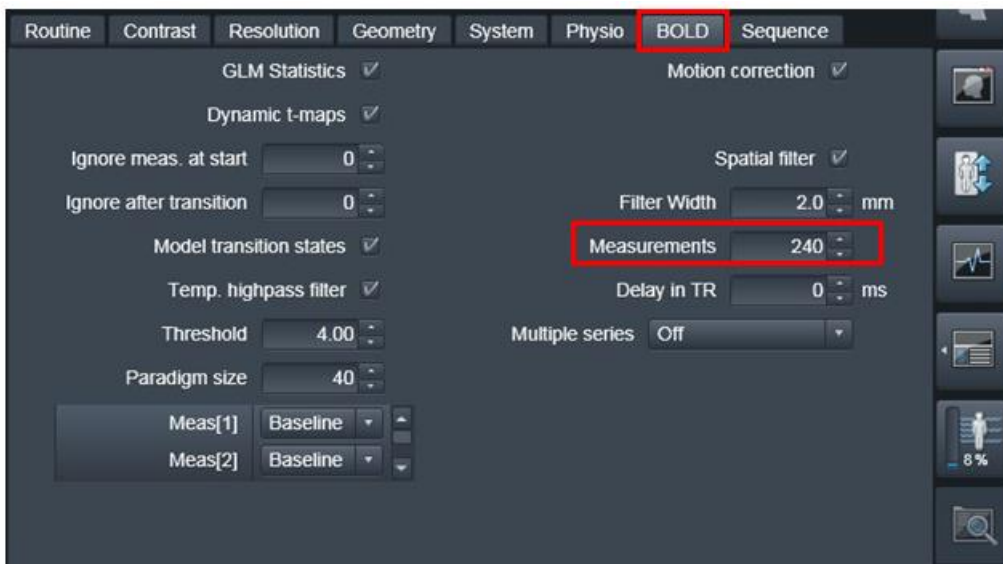 Routine Contrast Resolution Geometry System Physio BOLD Sequence
GLM Statistics
Motion correction
Dynamic t-maps
Ignore meas. at start 0
Spatial filter
Ignore after transition 0
Filter Width 2.0 mm
Model transition states
Measurements 240
Temp. highpass filter
Delay in TR 0 ms
Threshold 4.00
Multiple series Off
Paradigm size 40
Meas[1] Baseline
Meas[2] Baseline
8%